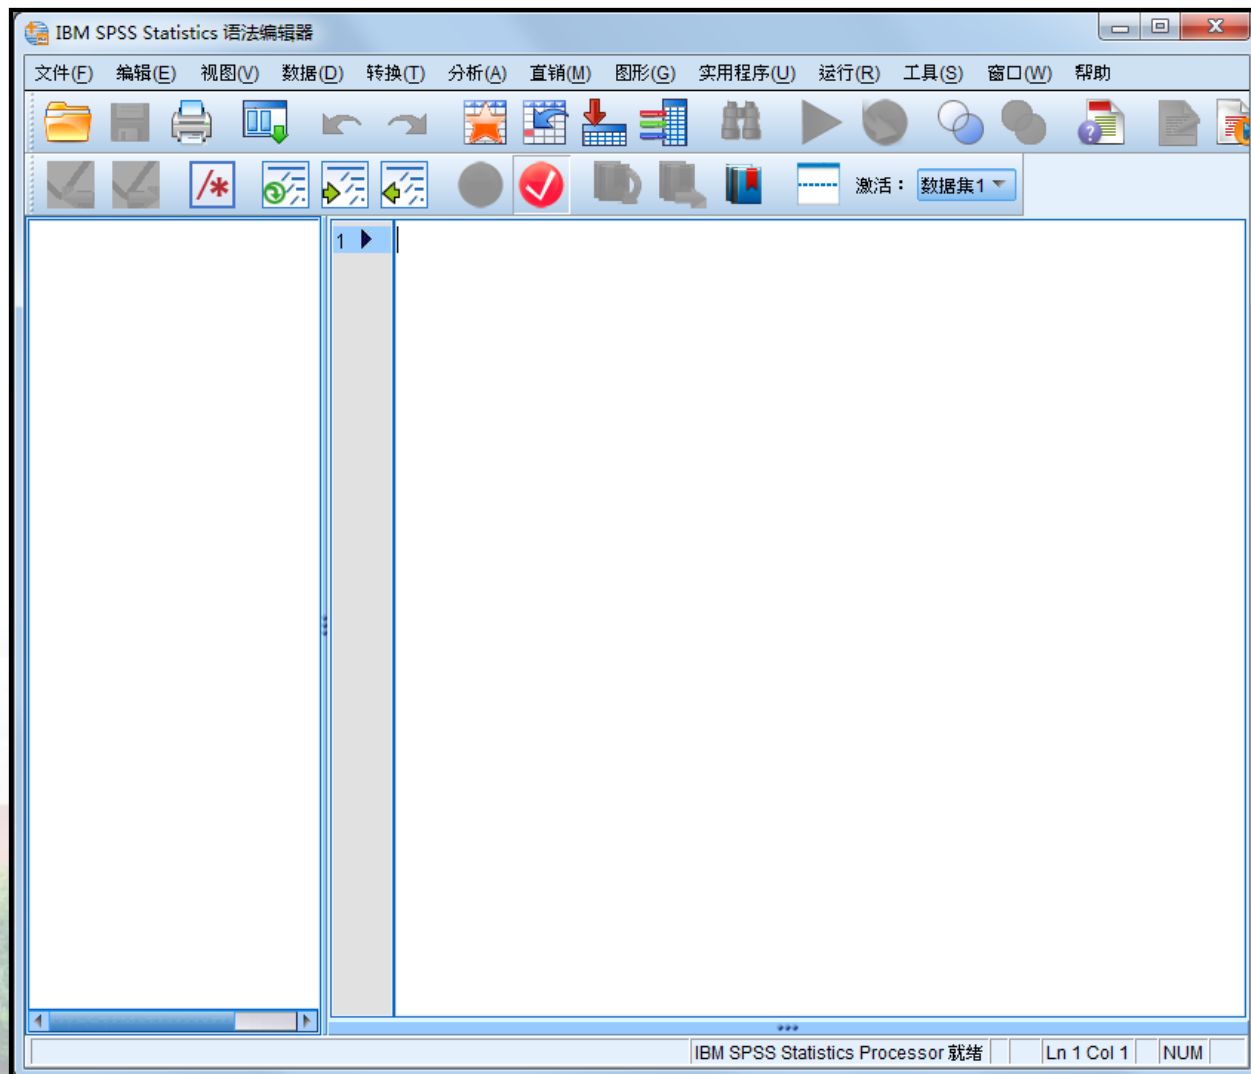 IBM SPSS Statistics 语法编辑器
文件(F) 编辑(E) 视图(V) 数据(D) 转换(T) 分析(A) 直销(M) 图形(G) 实用程序(U) 运行(R) 工具(S) 窗口(W) 帮助
/*
激活： 数据集1
1
IBM SPSS Statistics Processor 就绪 Ln 1 Col 1 NUM